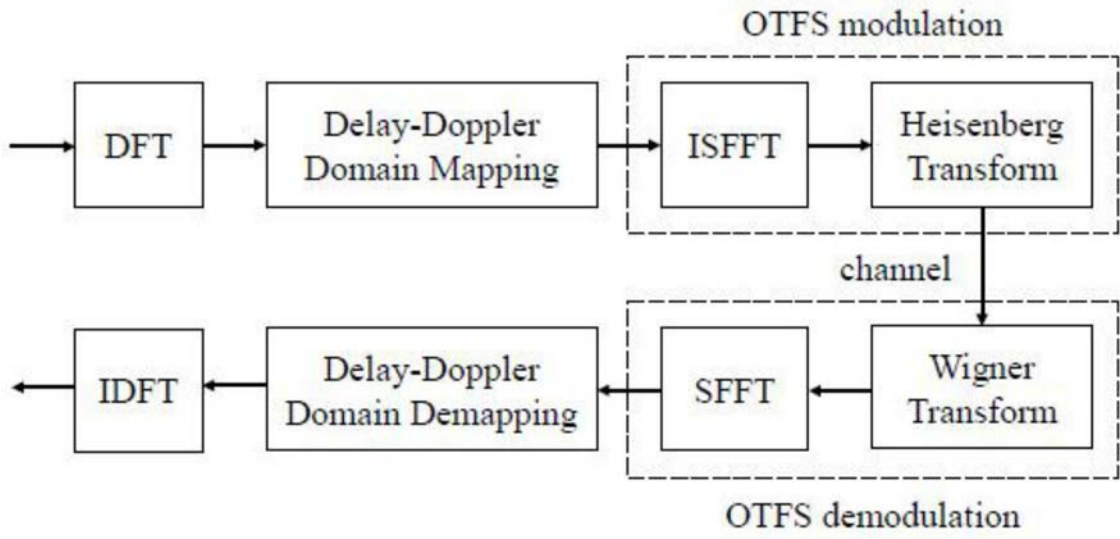 OTFS modulation
DFT
Delay-Doppler
Domain Mapping
ISFFT
Heisenberg
Transform
channel
IDFT
Delay-Doppler
Domain Demapping
SFFT
Wigner
Transform
OTFS demodulation